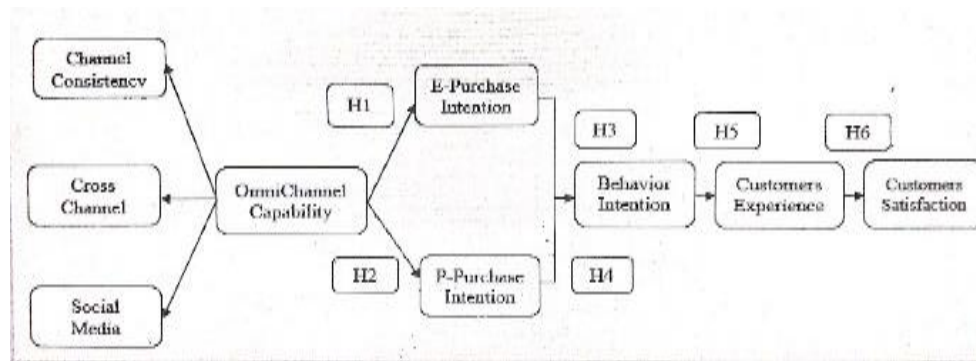 Channel
Consistency
Cross
Channel
Social
Media
OmniChannel
Capability
H1
H2
E-Purchase
Intention
P-Purchase
Intention
H3
H4
Behavior
Intention
H5
Customers
Experience
H6
Customers
Satisfaction